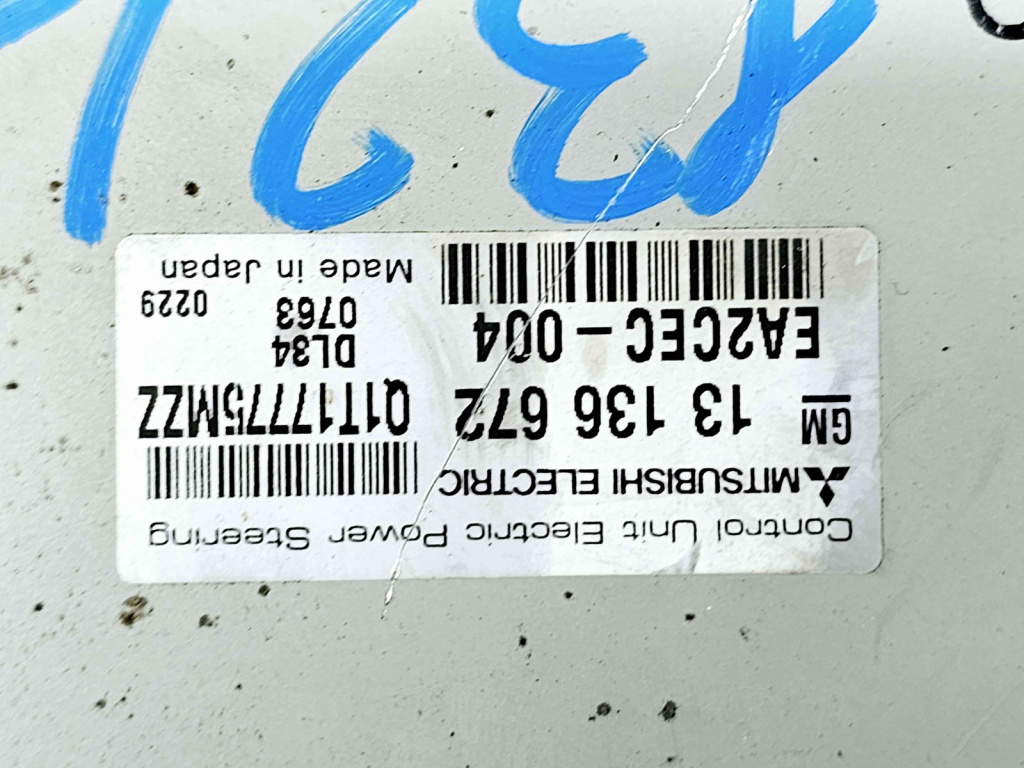 Control Unit Electric Power Steering
MITSUBISHI ELECTRIC
GM 13 136 672 Q1T17775MZZ
EA2CEC-004 DL34
0763 0229
Made in Japan